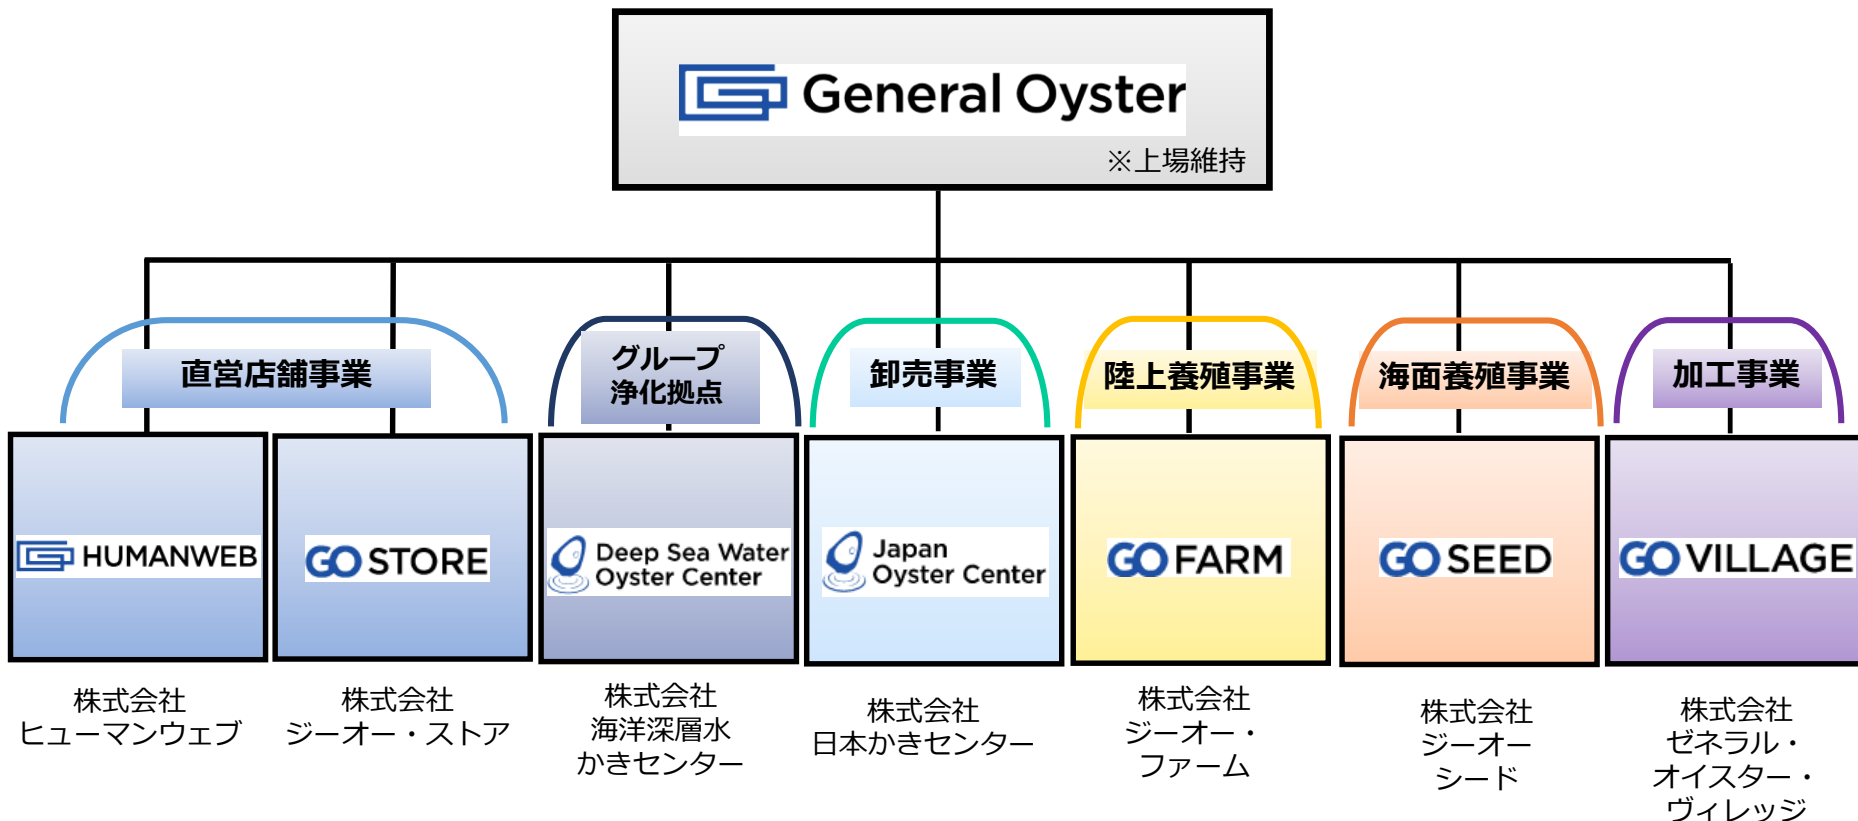 General Oyster
※上場維持
直営店舗事業
グループ
浄化拠点
卸売事業
陸上養殖事業
海面養殖事業
加工事業
HUMANWEB
GO STORE
Deep Sea Water
Oyster Center
Japan
Oyster Center
GO FARM
GO SEED
GO VILLAGE
株式会社
ヒューマンウェブ
株式会社
ジーオー・ストア
株式会社
海洋深層水
かきセンター
株式会社
日本かきセンター
株式会社
ジーオー・
ファーム
株式会社
ジーオー
シード
株式会社
ゼネラル・
オイスター・
ヴィレッジ